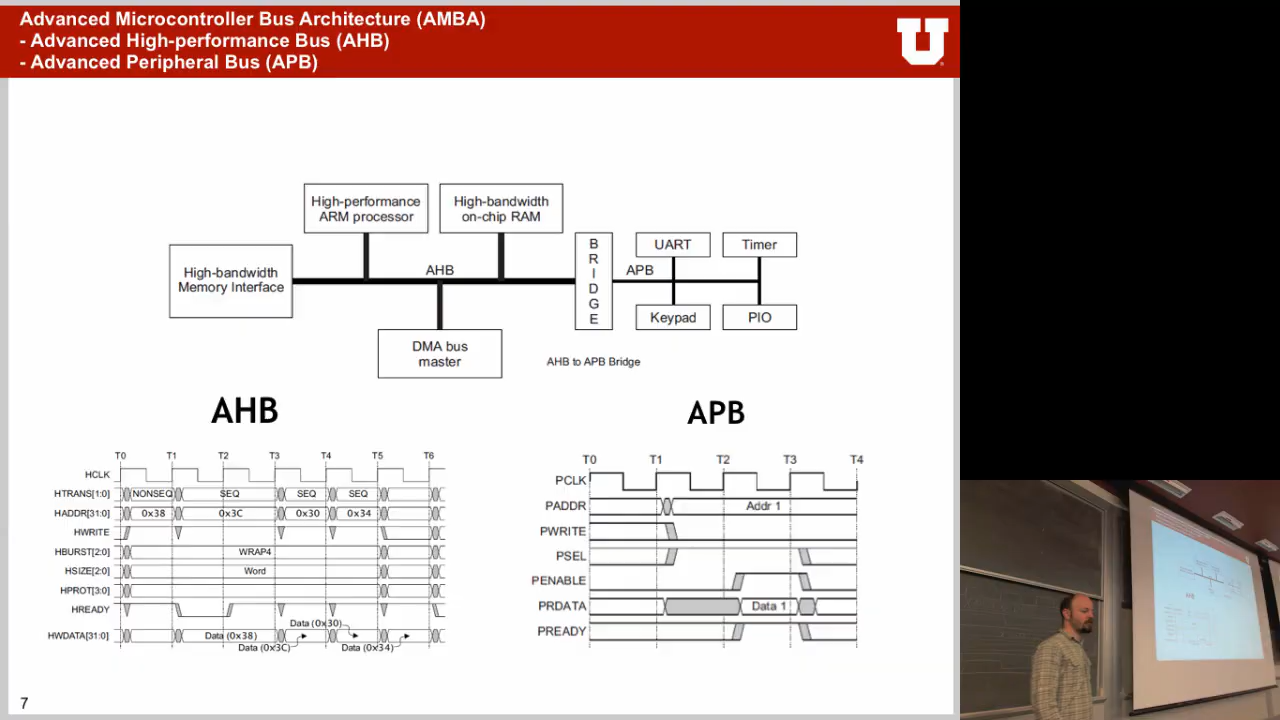 Advanced Microcontroller Bus Architecture (AMBA)
- Advanced High-performance Bus (AHB)
- Advanced Peripheral Bus (APB)
U
High-performance
ARM processor
High-bandwidth
on-chip RAM
High-bandwidth
Memory Interface
AHB
BRIDGE
APB
UART
Timer
Keypad
PIO
DMA bus
master
AHB to APB Bridge
AHB
T0 T1 T2 T3 T4 T5 T6
HCLK
HTRANS[1:0] NONSEQ SEQ SEQ SEQ
HADDR[31:0] 0x38 0x3C 0x30 0x34
HWRITE
HBURST[2:0] WRAP4
HSIZE[2:0] Word
HPROT[3:0]
HREADY
Data (0x30)
HWDATA[31:0] Data (0x38)
Data (0x3C) Data (0x34)
APB
T0 T1 T2 T3 T4
PCLK
PADDR Addr 1
PWRITE
PSEL
PENABLE
PRDATA Data 1
PREADY
7